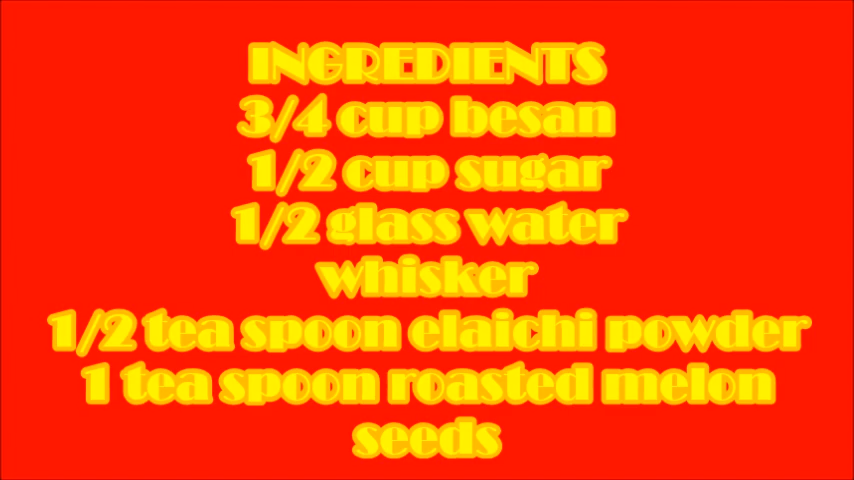 INGREDIENTS
3/4 cup besan
1/2 cup sugar
1/2 glass water
whisker
1/2 tea spoon elaichi powder
1 tea spoon roasted melon
seeds